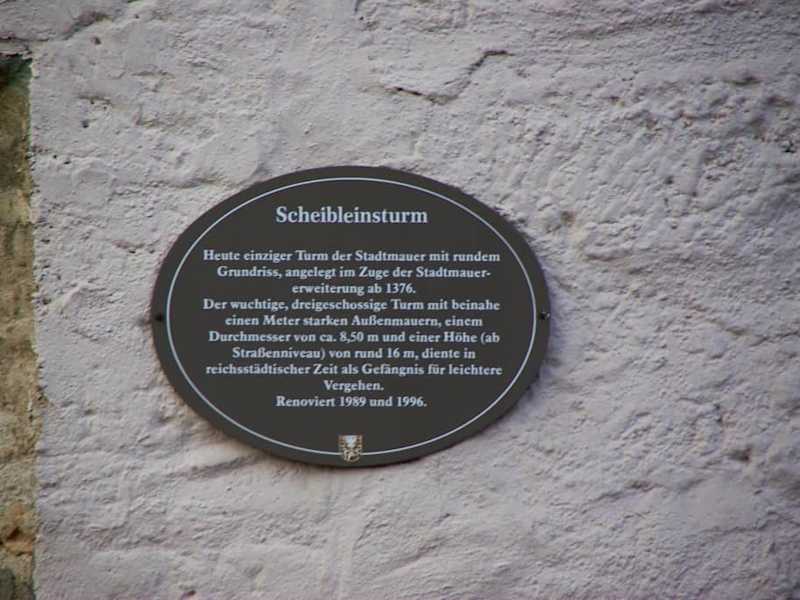 Scheibleinsturm
Heute einziger Turm der Stadtmauer mit rundem
Grundriss, angelegt im Zuge der Stadtmauer-
erweiterung ab 1376.
Der wuchtige, dreigeschossige Turm mit beinahe
einen Meter starken Außenmauern, einem
Durchmesser von ca. 8,50 m und einer Höhe (ab
Straßenniveau) von rund 16 m, diente in
reichsstädtischer Zeit als Gefängnis für leichtere
Vergehen.
Renoviert 1989 und 1996.